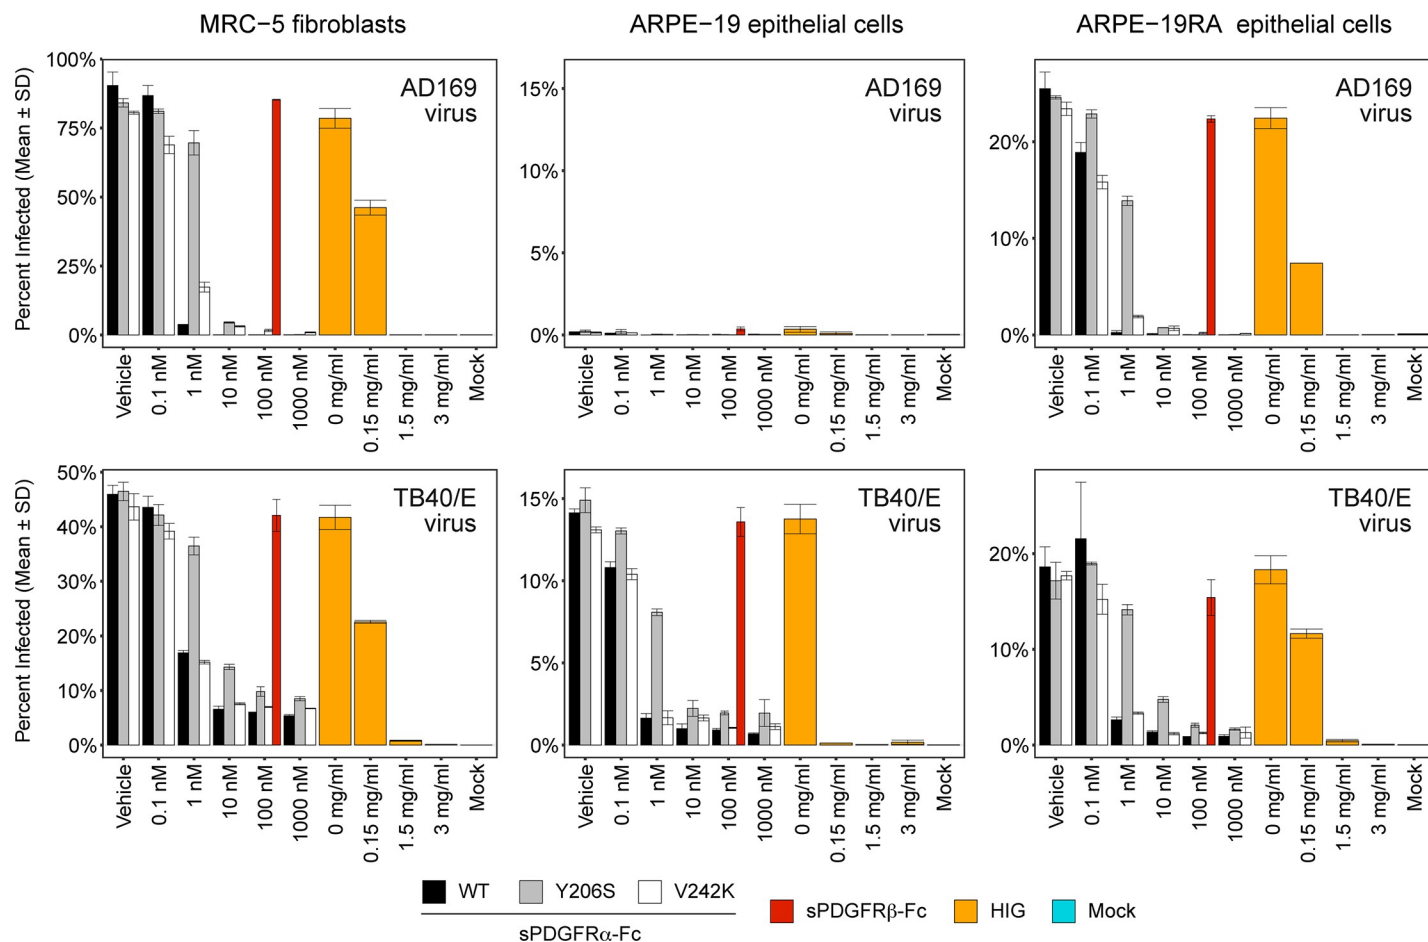 MRC−5 fibroblasts
ARPE−19 epithelial cells
ARPE−19RA epithelial cells
Percent Infected (Mean ± SD)
100%
75%
50%
25%
0%
AD169
virus
Vehicle
0.1 nM
1 nM
10 nM
100 nM
1000 nM
0 mg/ml
0.15 mg/ml
1.5 mg/ml
3 mg/ml
Mock
15%
10%
5%
0%
AD169
virus
Vehicle
0.1 nM
1 nM
10 nM
100 nM
1000 nM
0 mg/ml
0.15 mg/ml
1.5 mg/ml
3 mg/ml
Mock
20%
10%
0%
AD169
virus
Vehicle
0.1 nM
1 nM
10 nM
100 nM
1000 nM
0 mg/ml
0.15 mg/ml
1.5 mg/ml
3 mg/ml
Mock
Percent Infected (Mean ± SD)
50%
40%
30%
20%
10%
0%
TB40/E
virus
Vehicle
0.1 nM
1 nM
10 nM
100 nM
1000 nM
0 mg/ml
0.15 mg/ml
1.5 mg/ml
3 mg/ml
Mock
15%
10%
5%
0%
TB40/E
virus
Vehicle
0.1 nM
1 nM
10 nM
100 nM
1000 nM
0 mg/ml
0.15 mg/ml
1.5 mg/ml
3 mg/ml
Mock
20%
10%
0%
TB40/E
virus
Vehicle
0.1 nM
1 nM
10 nM
100 nM
1000 nM
0 mg/ml
0.15 mg/ml
1.5 mg/ml
3 mg/ml
Mock
WT Y206S V242K
sPDGFRα-Fc
sPDGFRβ-Fc HIG Mock